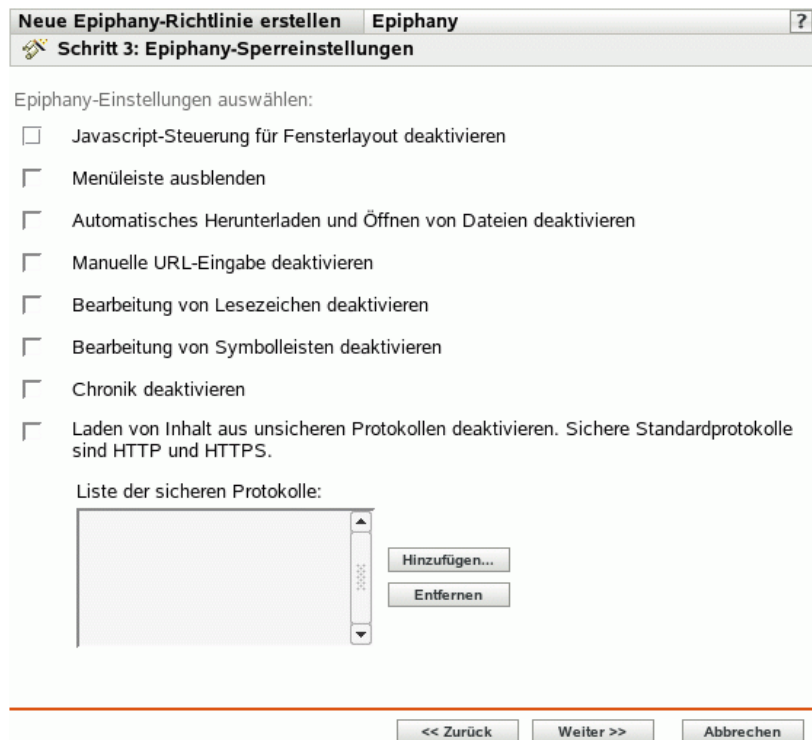 Neue Epiphany-Richtlinie erstellen Epiphany ?
Schritt 3: Epiphany-Sperreinstellungen
Epiphany-Einstellungen auswählen:
Javascript-Steuerung für Fensterlayout deaktivieren
Menüleiste ausblenden
Automatisches Herunterladen und Öffnen von Dateien deaktivieren
Manuelle URL-Eingabe deaktivieren
Bearbeitung von Lesezeichen deaktivieren
Bearbeitung von Symbolleisten deaktivieren
Chronik deaktivieren
Laden von Inhalt aus unsicheren Protokollen deaktivieren. Sichere Standardprotokolle
sind HTTP und HTTPS.
Liste der sicheren Protokolle:
Hinzufügen...
Entfernen
<< Zurück Weiter >> Abbrechen